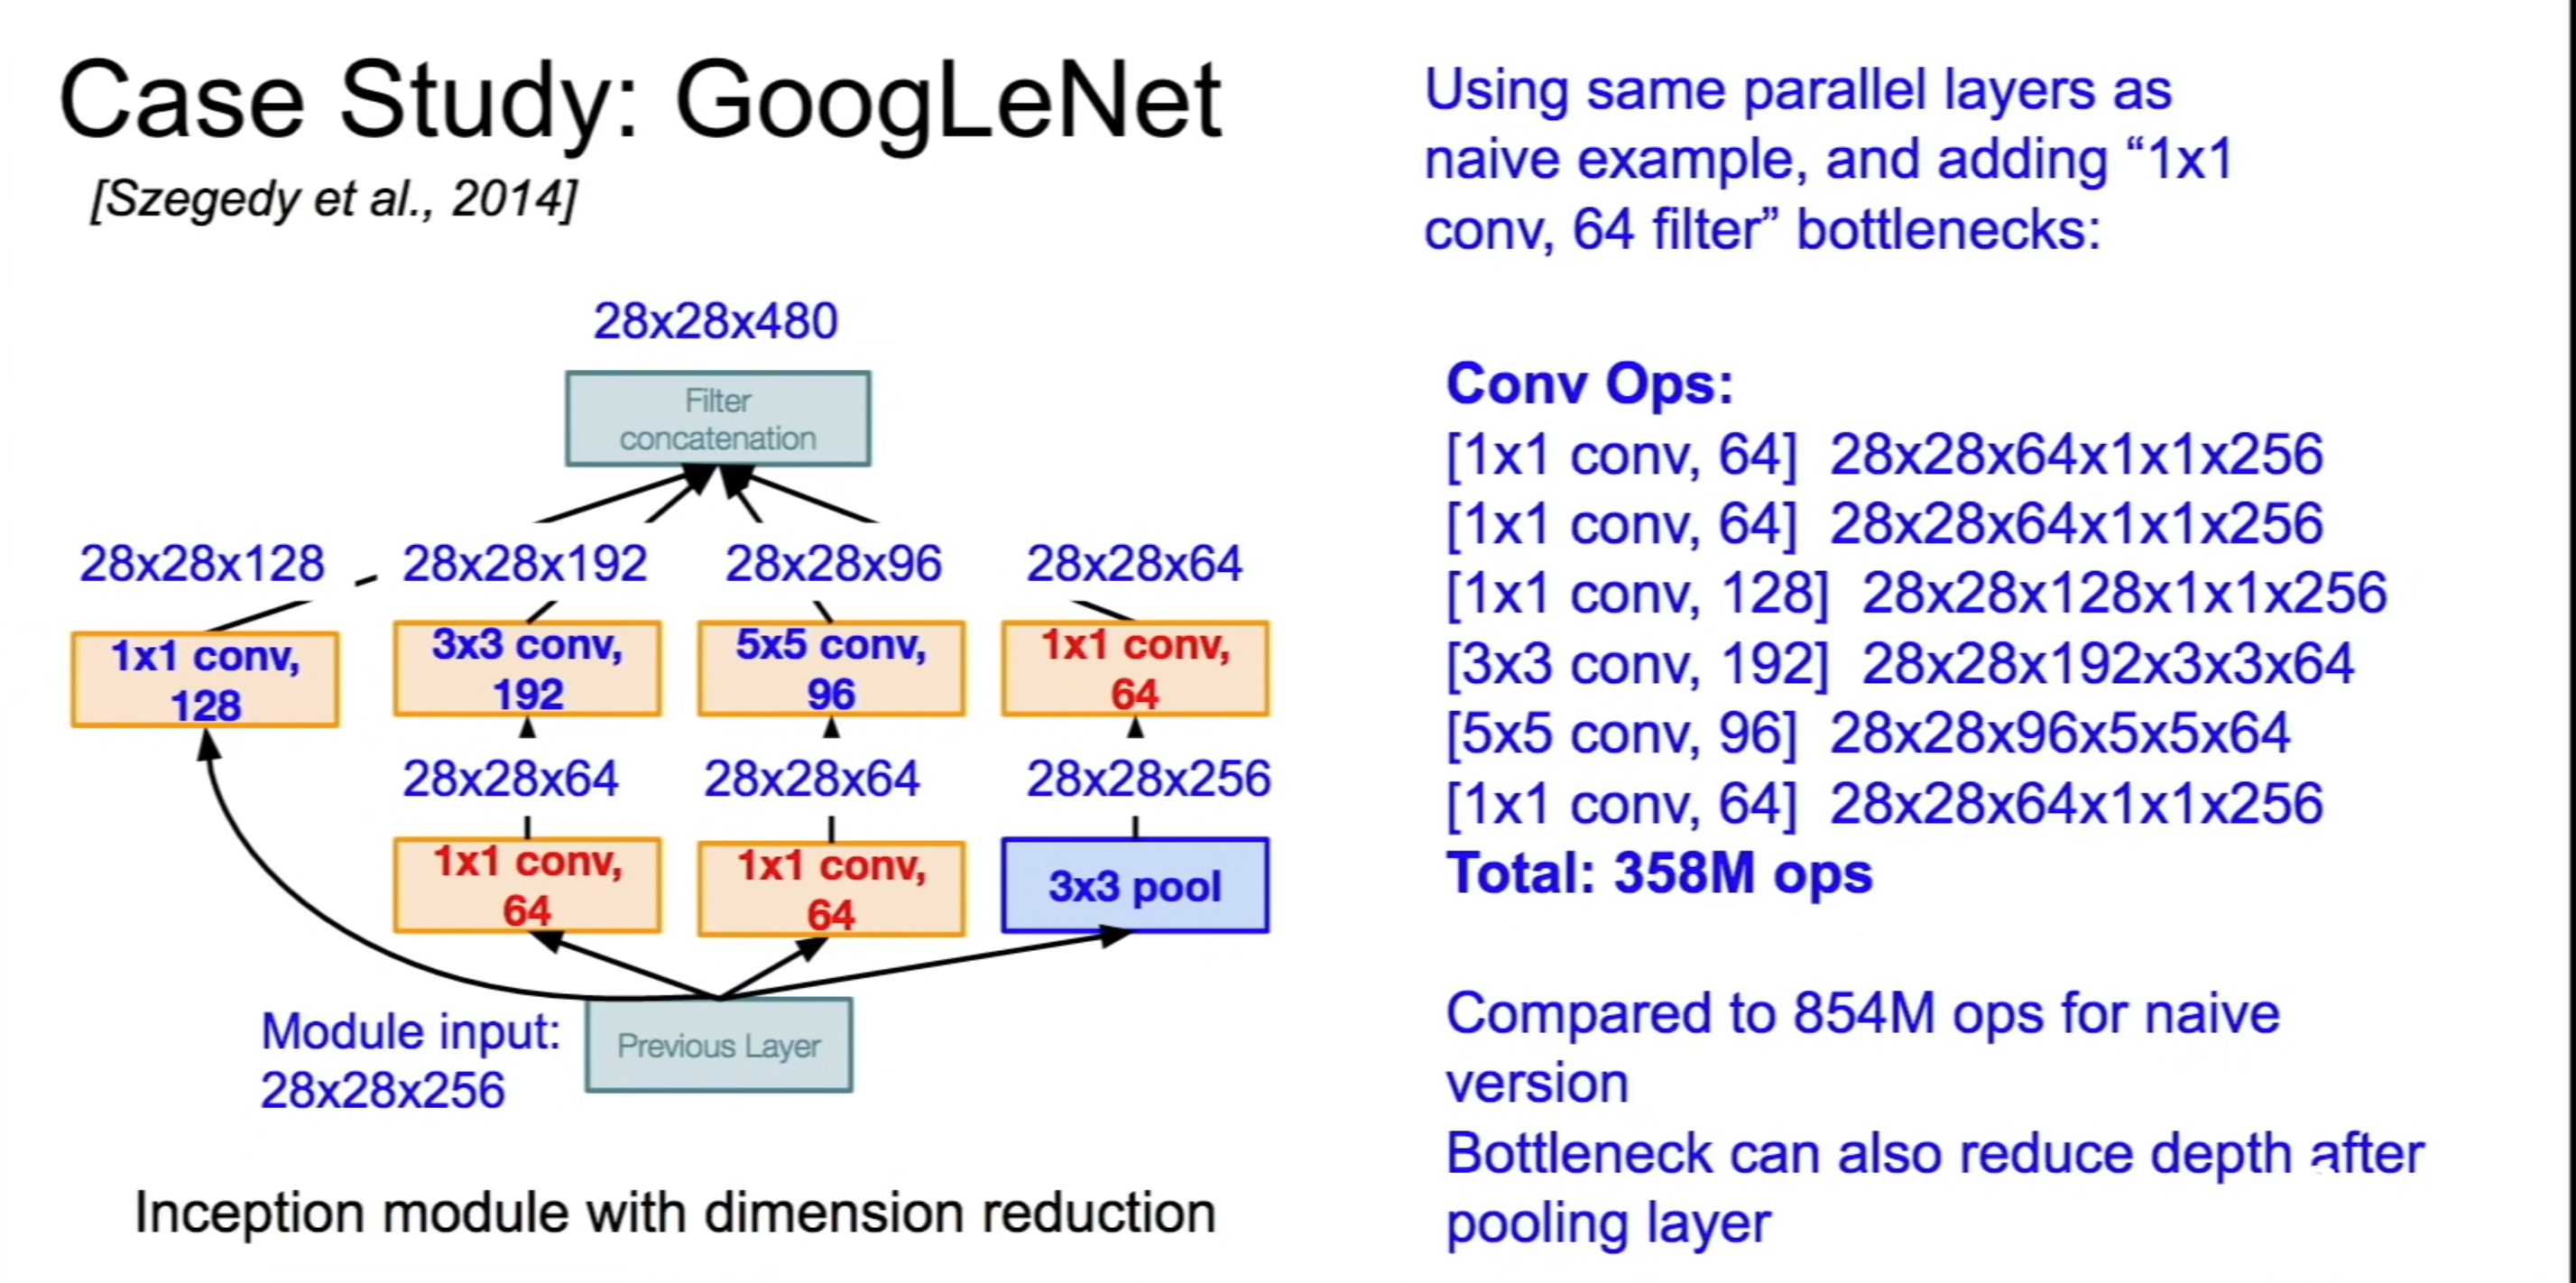 Case Study: GoogLeNet
[Szegedy et al., 2014]
28x28x480
Filter
concatenation
28x28x128
28x28x192
28x28x96
28x28x64
1x1 conv,
128
3x3 conv,
192
5x5 conv,
96
1x1 conv,
64
28x28x64
28x28x64
28x28x256
1x1 conv,
64
1x1 conv,
64
3x3 pool
Module input:
28x28x256
Previous Layer
Inception module with dimension reduction
Using same parallel layers as
naive example, and adding “1x1
conv, 64 filter” bottlenecks:
Conv Ops:
[1x1 conv, 64] 28x28x64x1x1x256
[1x1 conv, 64] 28x28x64x1x1x256
[1x1 conv, 128] 28x28x128x1x1x256
[3x3 conv, 192] 28x28x192x3x3x64
[5x5 conv, 96] 28x28x96x5x5x64
[1x1 conv, 64] 28x28x64x1x1x256
Total: 358M ops
Compared to 854M ops for naive
version
Bottleneck can also reduce depth after
pooling layer